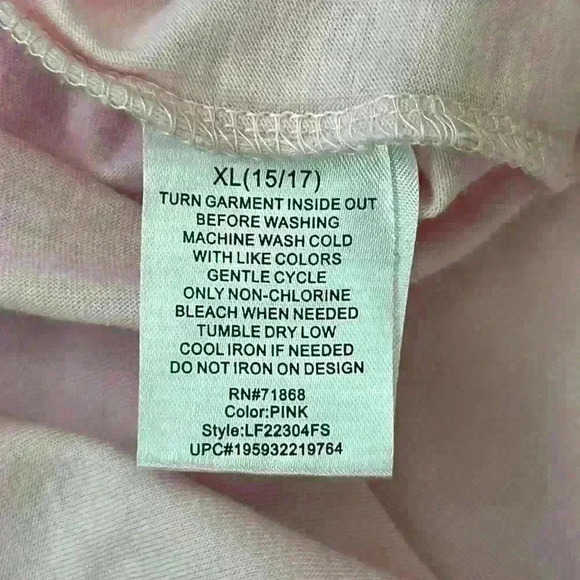 XL(15/17)
TURN GARMENT INSIDE OUT
BEFORE WASHING
MACHINE WASH COLD
WITH LIKE COLORS
GENTLE CYCLE
ONLY NON-CHLORINE
BLEACH WHEN NEEDED
TUMBLE DRY LOW
COOL IRON IF NEEDED
DO NOT IRON ON DESIGN
RN#71868
Color:PINK
Style:LF22304FS
UPC#195932219764